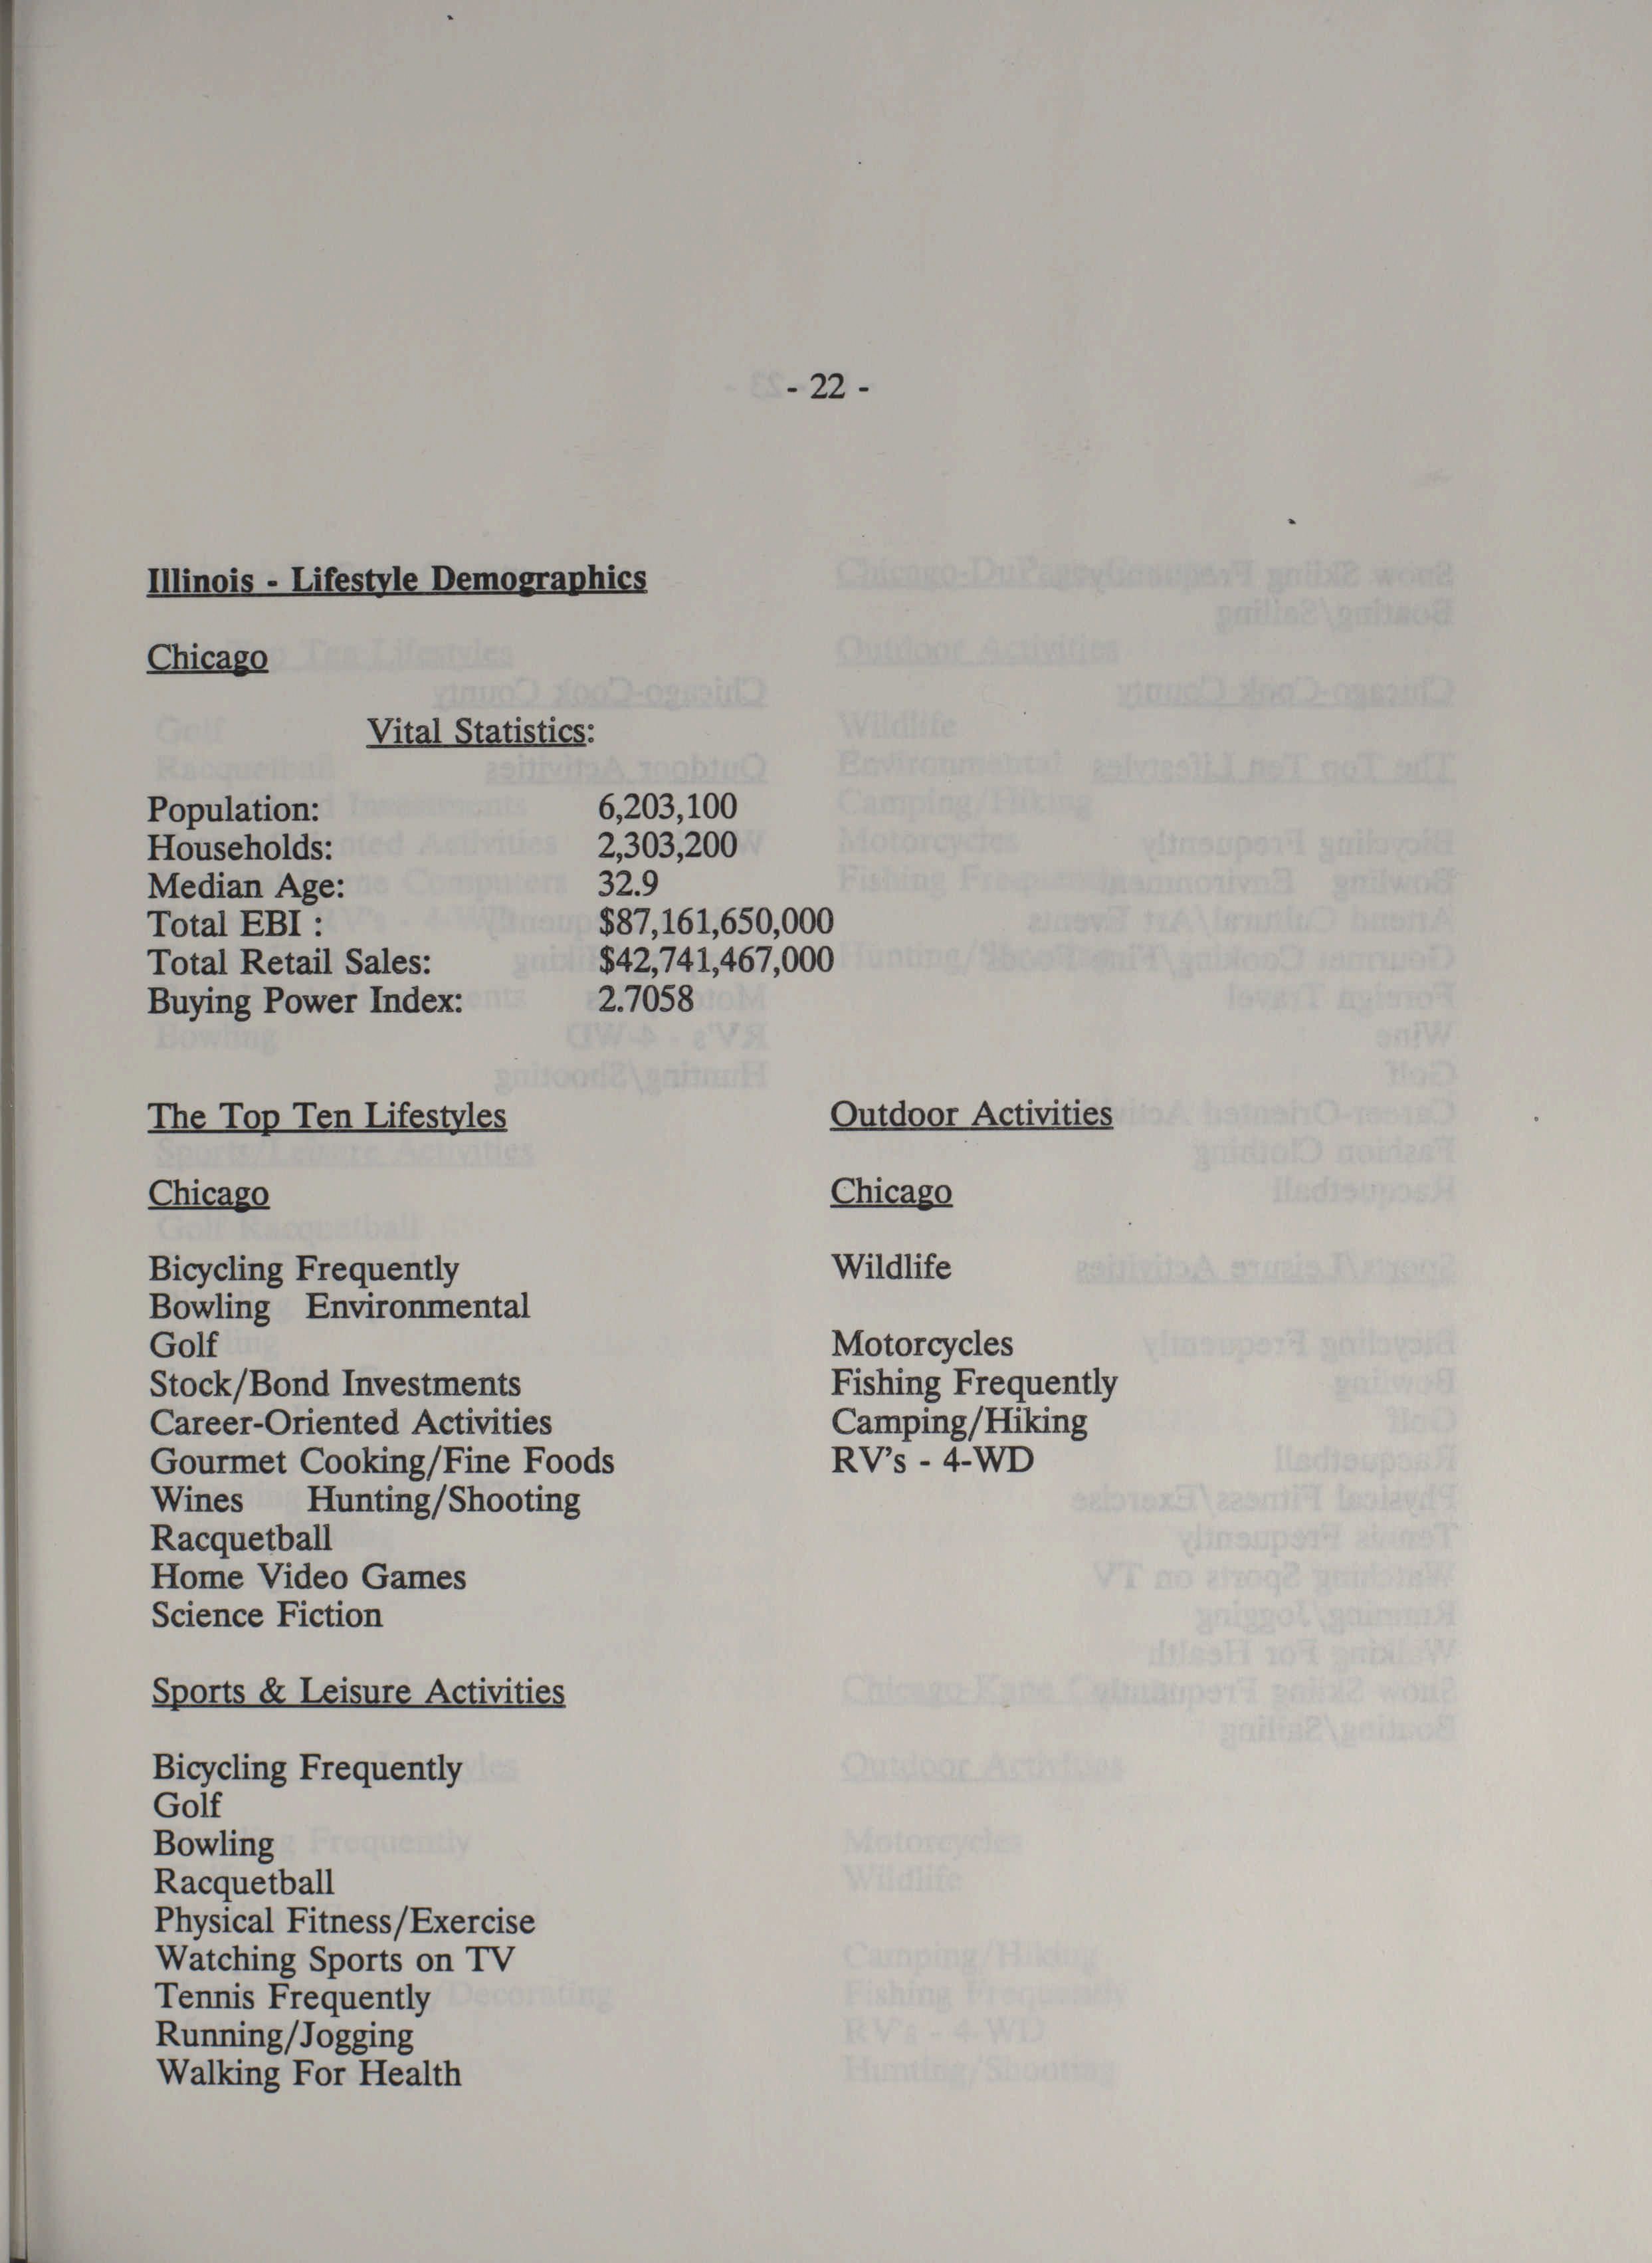 - 22 -
Illinois - Lifestyle Demographics
Chicago
Vital Statistics:
Population: 6,203,100
Households: 2,303,200
Median Age: 32.9
Total EBI : $87,161,650,000
Total Retail Sales: $42,741,467,000
Buying Power Index: 2.7058
The Top Ten Lifestyles
Chicago
Bicycling Frequently
Bowling Environmental
Golf
Stock/Bond Investments
Career-Oriented Activities
Gourmet Cooking/Fine Foods
Wines Hunting/Shooting
Racquetball
Home Video Games
Science Fiction
Outdoor Activities
Chicago
Wildlife
Motorcycles
Fishing Frequently
Camping/Hiking
RV's - 4-WD
Sports & Leisure Activities
Bicycling Frequently
Golf
Bowling
Racquetball
Physical Fitness/Exercise
Watching Sports on TV
Tennis Frequently
Running/Jogging
Walking For Health